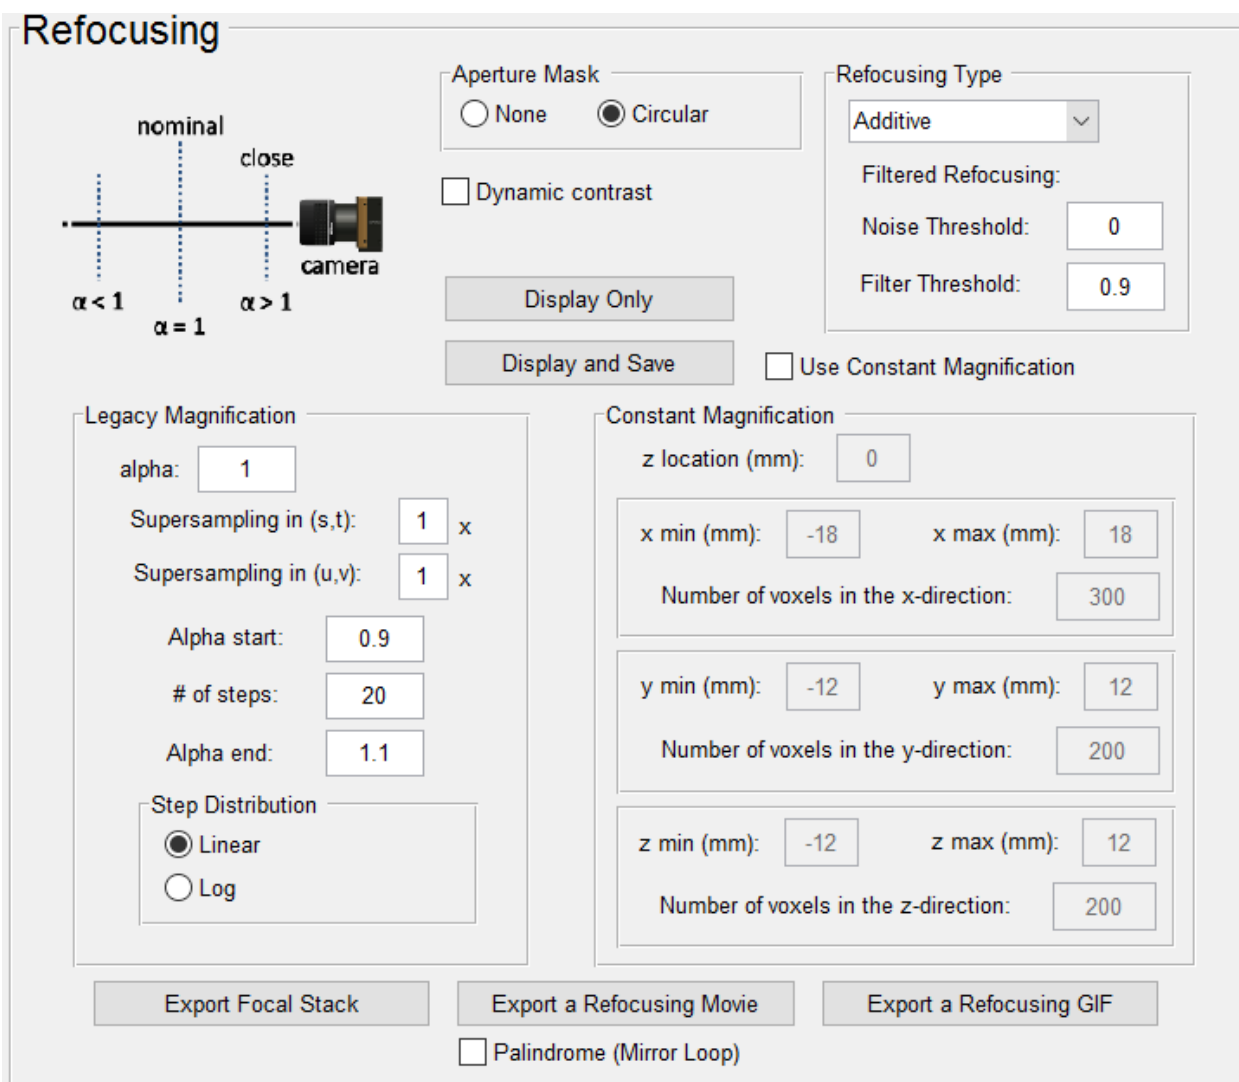 Refocusing
nominal
close
camera
α < 1
α = 1
α > 1
Aperture Mask
None Circular
Dynamic contrast
Display Only
Display and Save
Refocusing Type
Additive
Filtered Refocusing:
Noise Threshold: 0
Filter Threshold: 0.9
Use Constant Magnification
Legacy Magnification
alpha: 1
Supersampling in (s,t): 1 x
Supersampling in (u,v): 1 x
Alpha start: 0.9
# of steps: 20
Alpha end: 1.1
Step Distribution
Linear
Log
Constant Magnification
z location (mm): 0
x min (mm): -18 x max (mm): 18
Number of voxels in the x-direction: 300
y min (mm): -12 y max (mm): 12
Number of voxels in the y-direction: 200
z min (mm): -12 z max (mm): 12
Number of voxels in the z-direction: 200
Export Focal Stack Export a Refocusing Movie Export a Refocusing GIF
Palindrome (Mirror Loop)